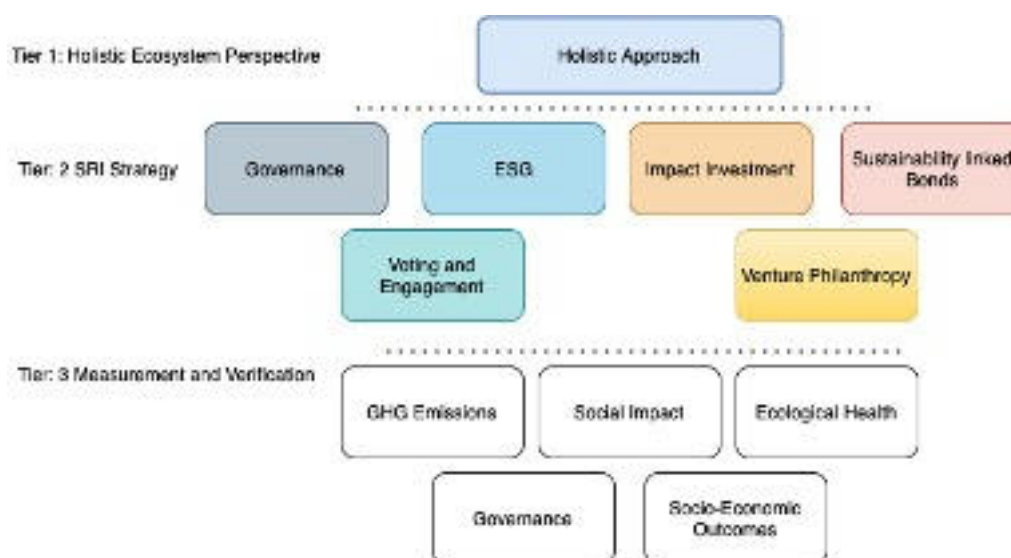 Tier 1: Holistic Ecosystem Perspective
Holistic Approach
Tier: 2 SRI Strategy
Governance
ESG
Impact Investment
Sustainability linked
Bonds
Voting and
Engagement
Venture Philanthropy
Tier: 3 Measurement and Verification
GHG Emissions
Social Impact
Ecological Health
Governance
Socio-Economic
Outcomes